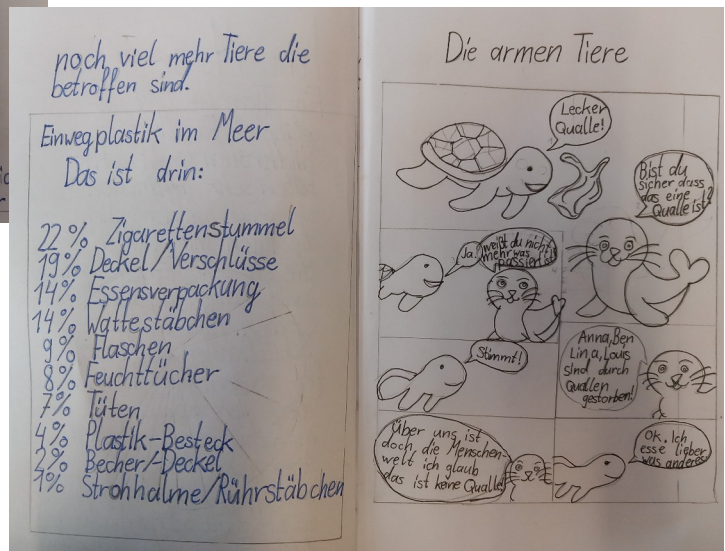 noch viel mehr Tiere die
betroffen sind.
Einwegplastik im Meer
Das ist drin:
22% Zigarettenstummel
19% Deckel/Verschlüsse
14% Essensverpackung
14% Wattestäbchen
9% Flaschen
8% Feuchttücher
7% Tüten
4% Plastik-Besteck
2% Becher/-Deckel
1% Strohhalme/Rührstäbchen
Die armen Tiere
Lecker
Qualle!
Bist du
sicher dass
das eine
Qualle ist?
Ja.
weißt du nicht
mehr was
passiert ist
Stimmt!
Anna, Ben
Lina, Louis
sind durch
Quallen
gestorben!
Über uns ist
doch die Menschen-
welt ich glaub
das ist keine Qualle!
Ok. Ich
esse lieber
was anderes.